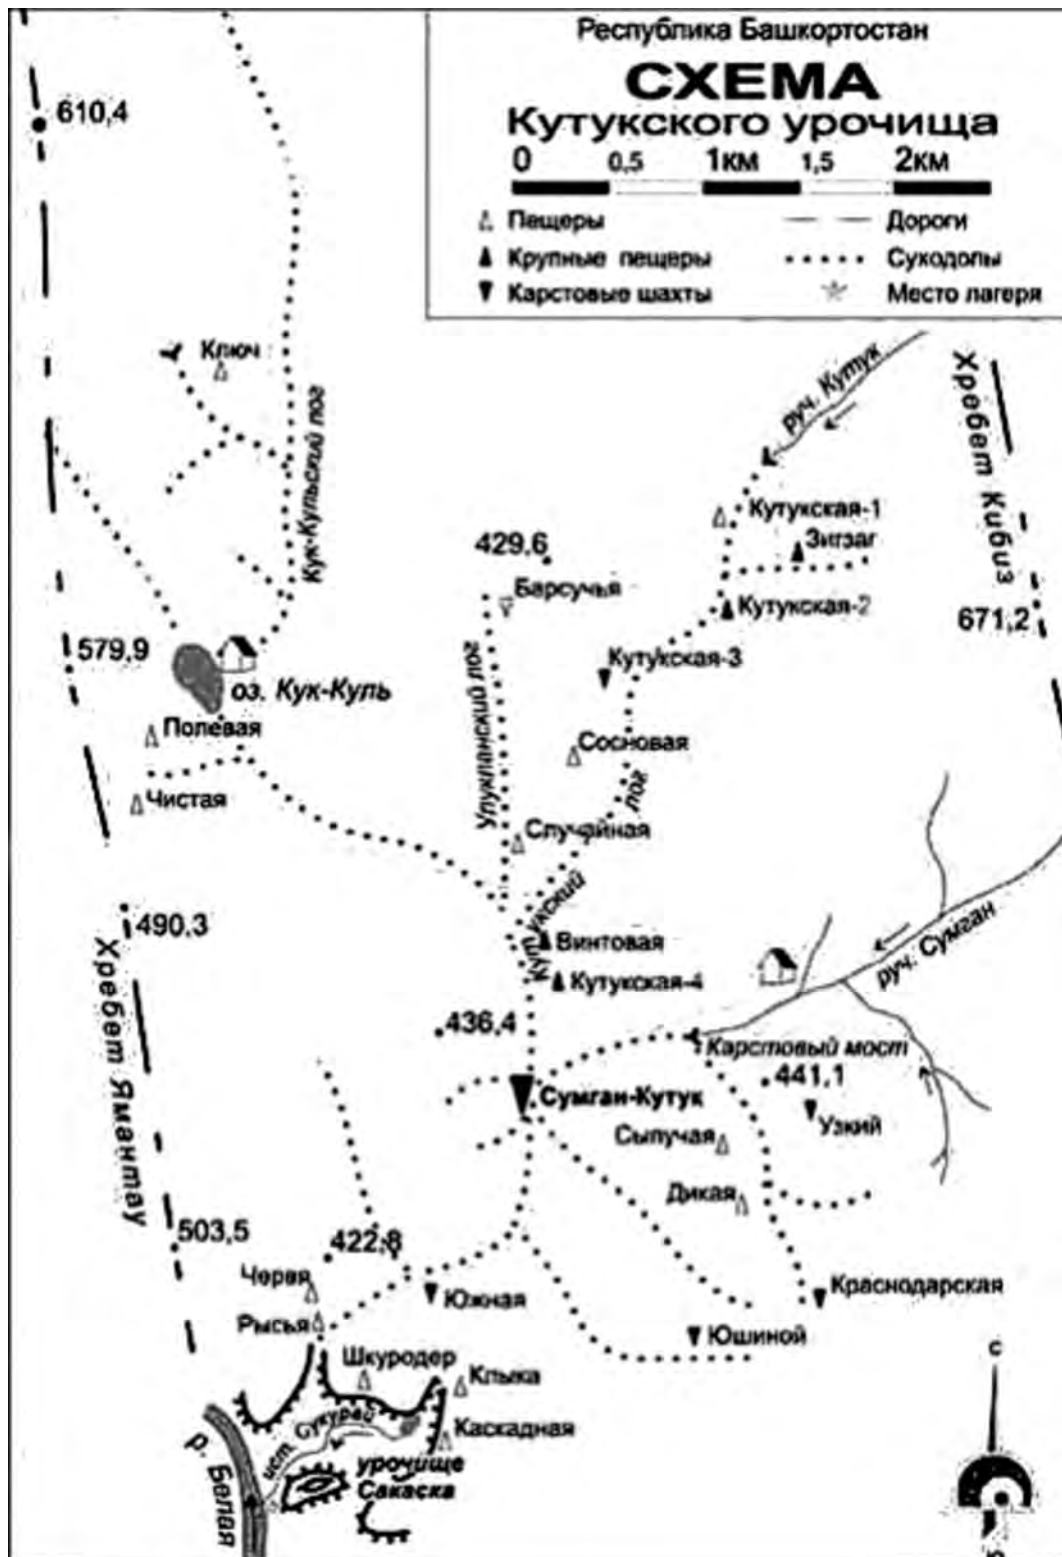 Республика Башкортостан
СХЕМА
Кутукского урочища
0 0,5 1км 1,5 2км
Пещеры
Дороги
Крупные пещеры
Суходолы
Карстовые шахты
Место лагеря
610,4
Ключ
Кук-Кульский лог
руч. Кутук
Хребет Кибиз
Кутукская-1
Зигзаг
429,6
Барсучья
Кутукская-2
671,2
579,9
Кутукская-3
оз. Кук-Куль
Улукланский лог
Полевая
Сосновая
Чистая
лог
Случайная
Кутукский
490,3
Винтовая
руч. Сумган
Кутукская-4
Хребет Ямантау
436,4
Карстовый мост
441,1
Сумган-Кутук
Узкий
Сыпучая
Дикая
503,5
422,8
Червя
Южная
Краснодарская
Рысья
Юшиной
Шкуродер
Клыка
С
ист. Сукурай
Каскадная
р. Белая
урочище
Сакаска